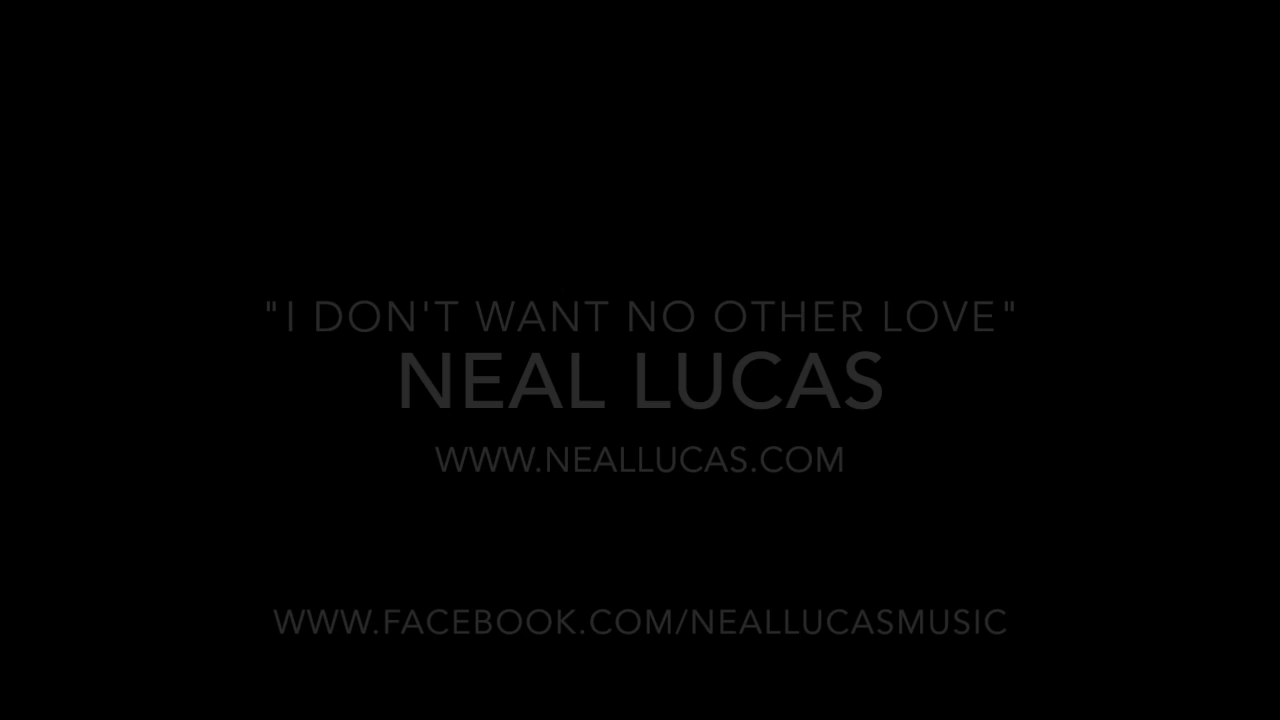 "I DON'T WANT NO OTHER LOVE"
NEAL LUCAS
WWW.NEALLUCAS.COM
WWW.FACEBOOK.COM/NEALLUCASMUSIC